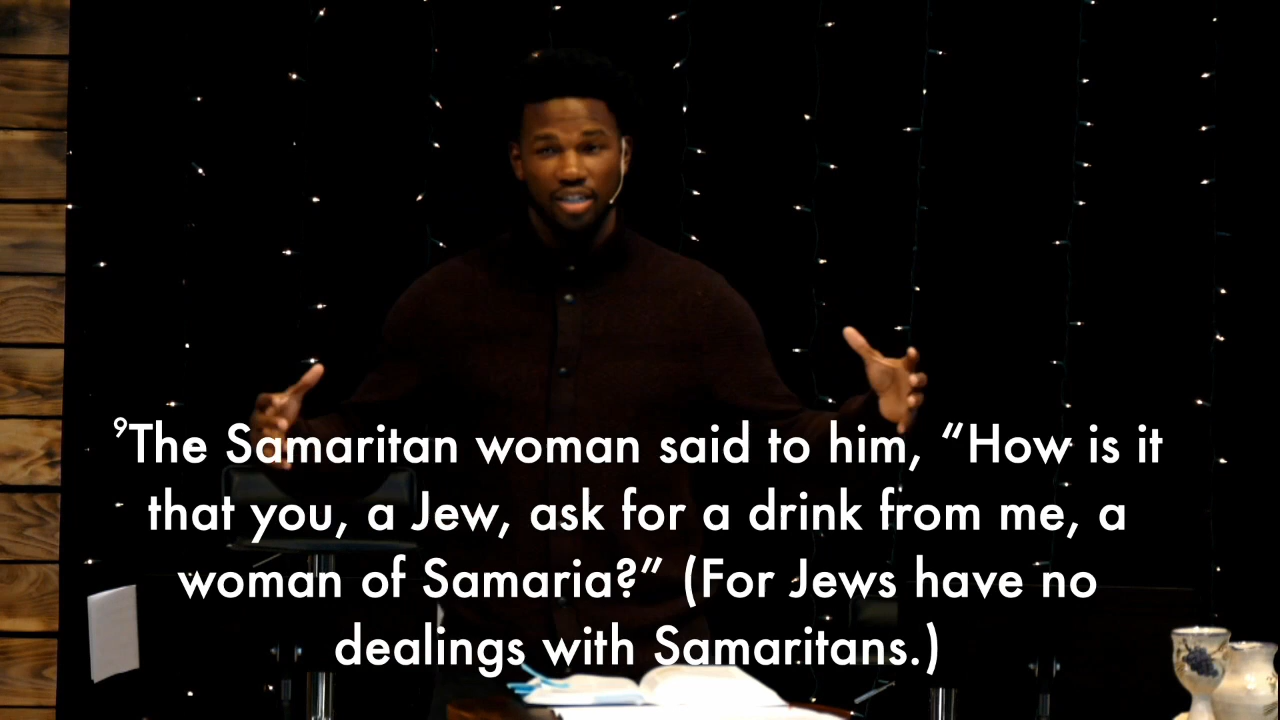 ⁹The Samaritan woman said to him, “How is it
that you, a Jew, ask for a drink from me, a
woman of Samaria?” (For Jews have no
dealings with Samaritans.)